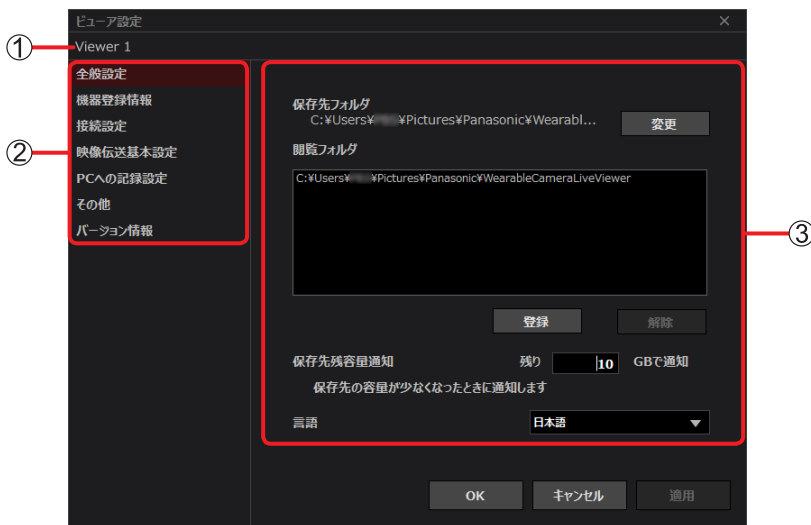 ビューア設定
① Viewer 1
② 全般設定
機器登録情報
接続設定
映像伝送基本設定
PCへの記録設定
その他
バージョン情報
③
保存先フォルダ
C:¥Users¥ ¥Pictures¥Panasonic¥Wearabl... 変更
閲覧フォルダ
C:¥Users¥ ¥Pictures¥Panasonic¥WearableCameraLiveViewer
登録 解除
保存先残容量通知 残り 10 GBで通知
保存先の容量が少なくなったときに通知します
言語 日本語
OK キャンセル 適用